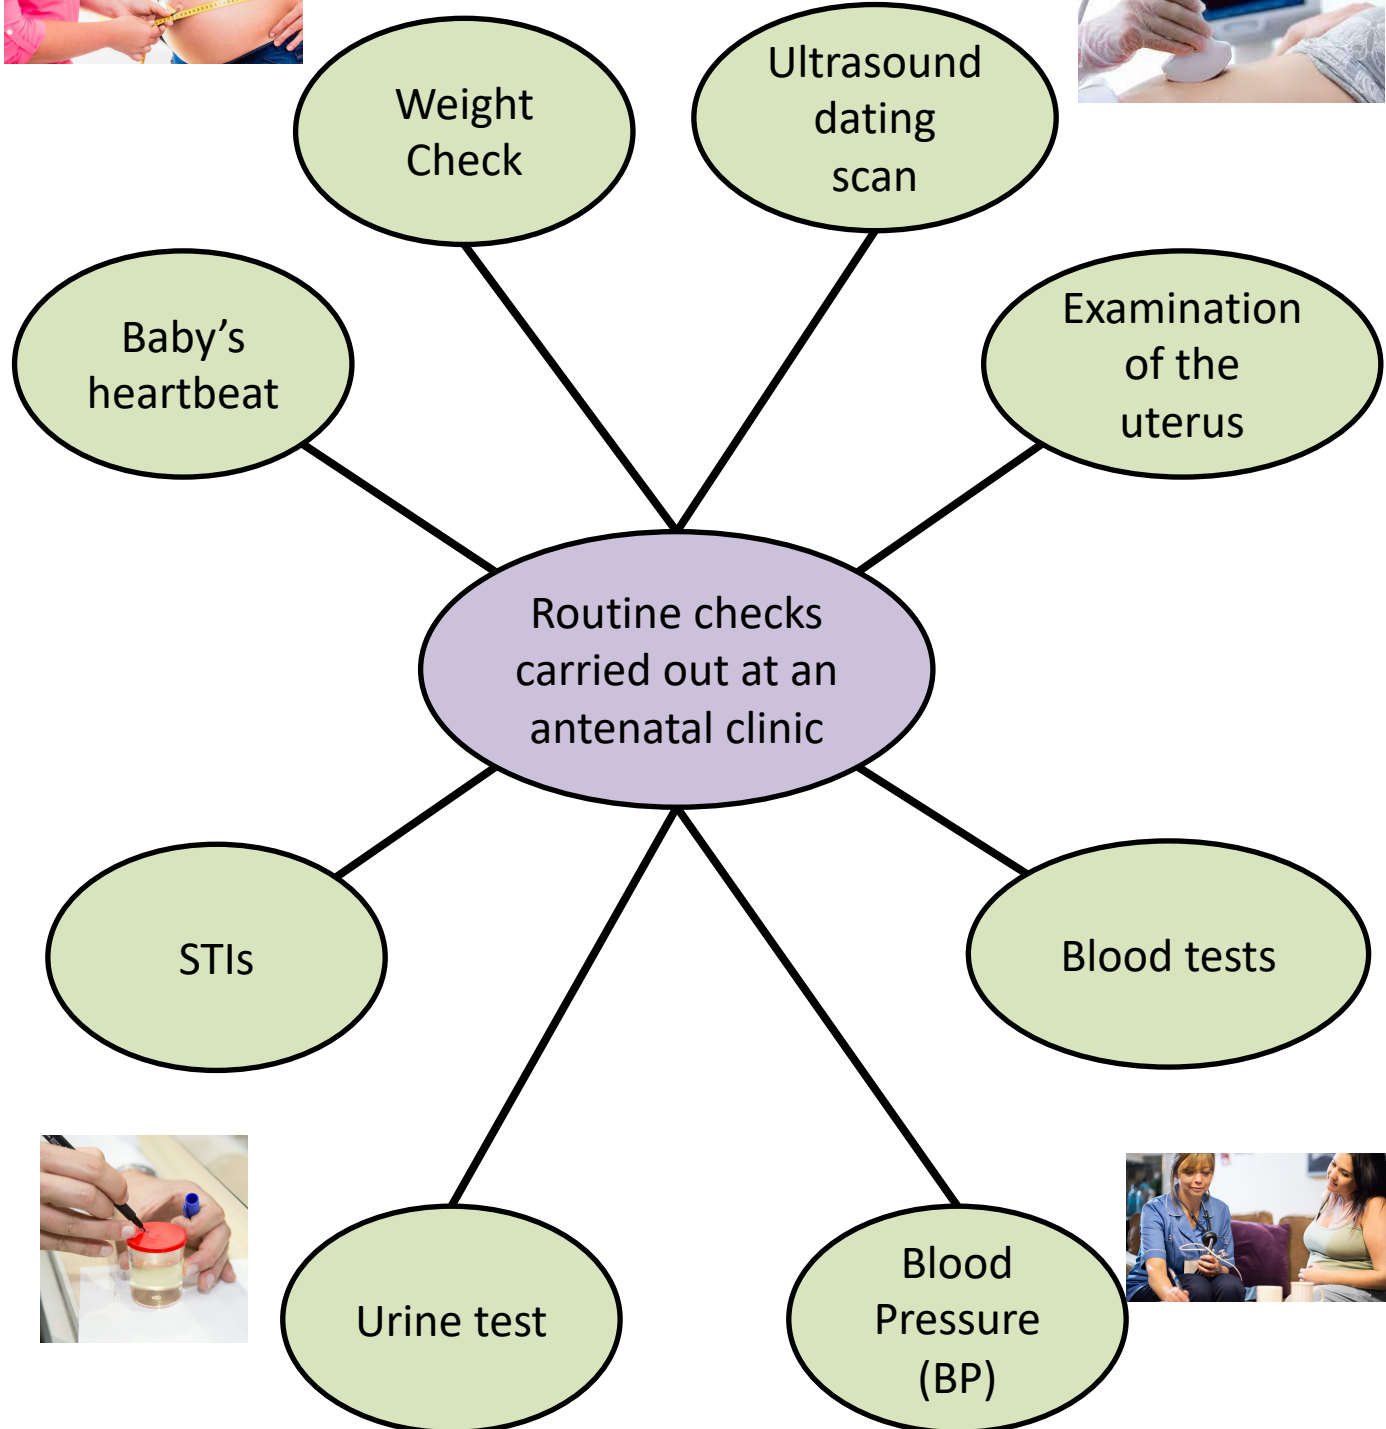 Weight
Check
Ultrasound
dating
scan
Baby’s
heartbeat
Examination
of the
uterus
Routine checks
carried out at an
antenatal clinic
STIs
Blood tests
Urine test
Blood
Pressure
(BP)